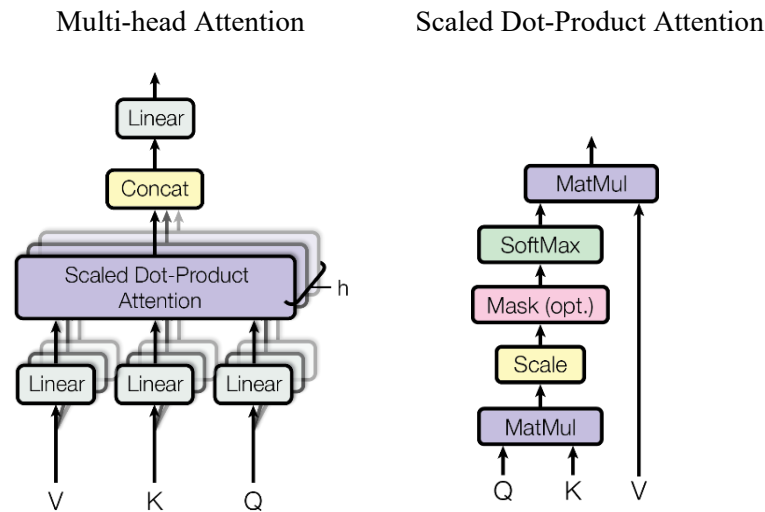 Multi-head Attention
Linear
Concat
Scaled Dot-Product
Attention
h
Linear
Linear
Linear
V
K
Q
Scaled Dot-Product Attention
MatMul
SoftMax
Mask (opt.)
Scale
MatMul
Q
K
V